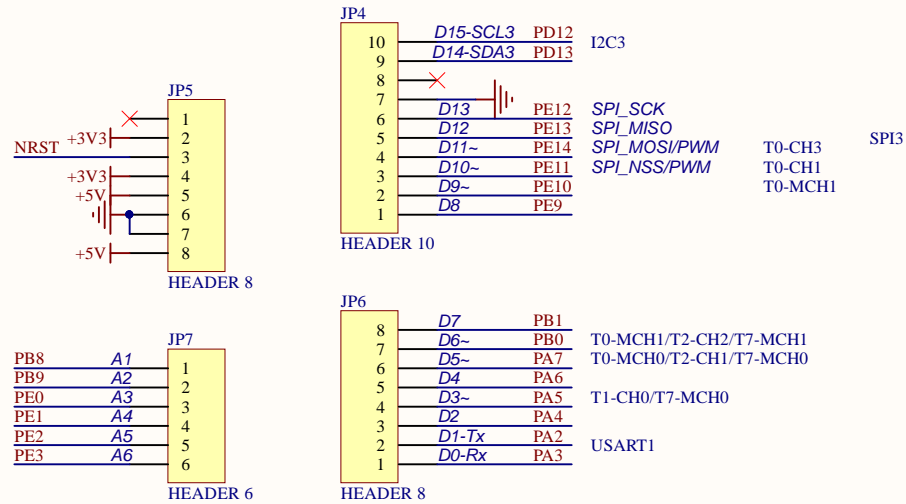 JP4
10 D15-SCL3 PD12 I2C3
9 D14-SDA3 PD13
8
7
6 D13 PE12 SPI_SCK
5 D12 PE13 SPI_MISO SPI3
4 D11~ PE14 SPI_MOSI/PWM T0-CH3
3 D10~ PE11 SPI_NSS/PWM T0-CH1
2 D9~ PE10 T0-MCH1
1 D8 PE9
HEADER 10
JP5
1
+3V3 2
NRST 3
+3V3 4
+5V 5
6
7
+5V 8
HEADER 8
JP6
8 D7 PB1
7 D6~ PB0 T0-MCH1/T2-CH2/T7-MCH1
6 D5~ PA7 T0-MCH0/T2-CH1/T7-MCH0
5 D4 PA6
4 D3~ PA5 T1-CH0/T7-MCH0
3 D2 PA4
2 D1-Tx PA2 USART1
1 D0-Rx PA3
HEADER 8
JP7
PB8 A1 1
PB9 A2 2
PE0 A3 3
PE1 A4 4
PE2 A5 5
PE3 A6 6
HEADER 6